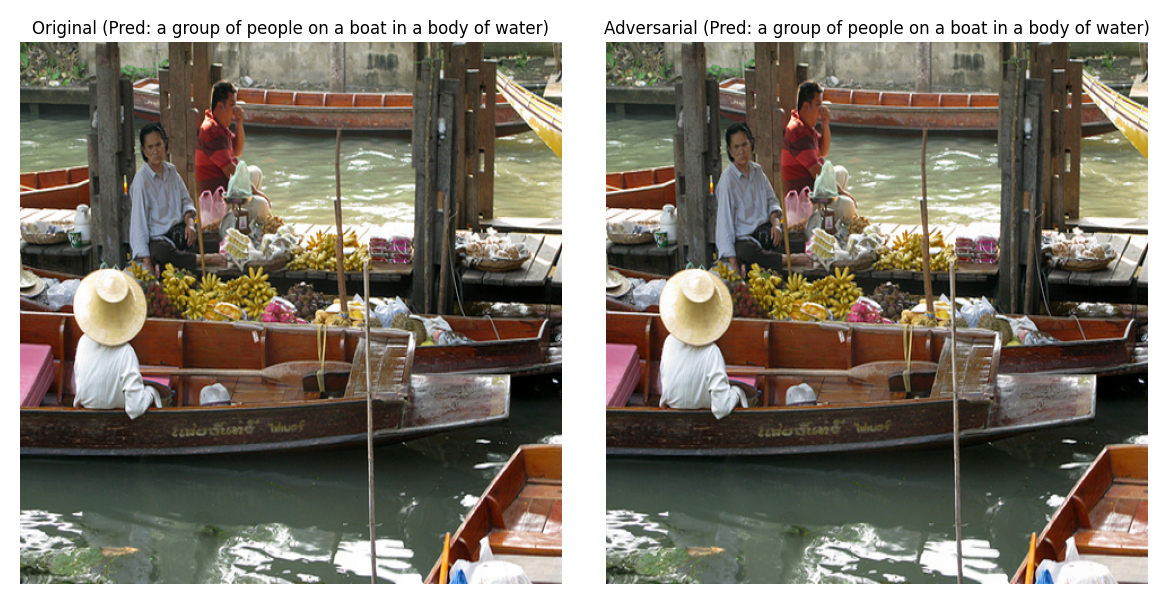 Original (Pred: a group of people on a boat in a body of water)
Adversarial (Pred: a group of people on a boat in a body of water)